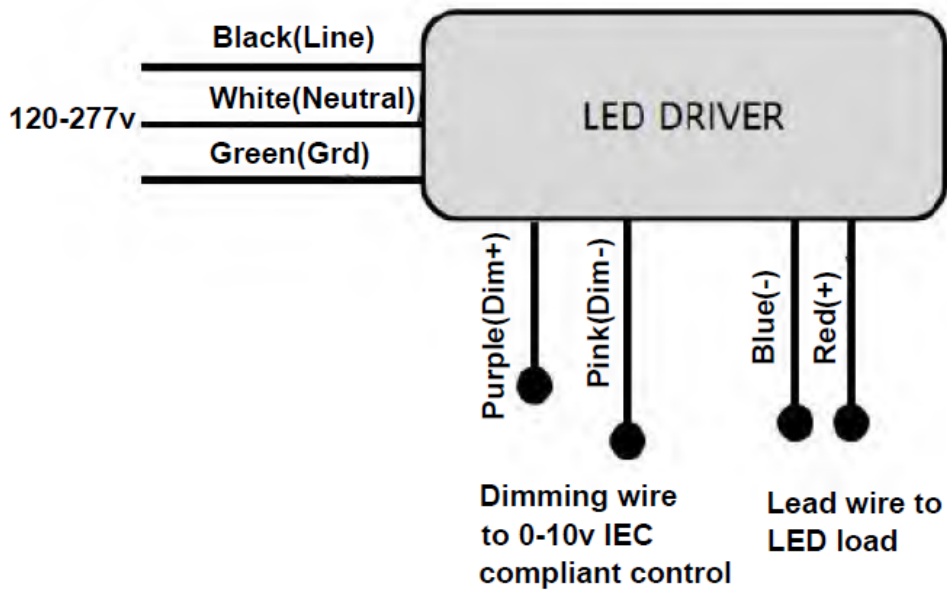 Black(Line)
White(Neutral)
120-277v
Green(Grd)
LED DRIVER
Purple(Dim+)
Pink(Dim-)
Blue(-)
Red(+)
Dimming wire
to 0-10v IEC
compliant control
Lead wire to
LED load